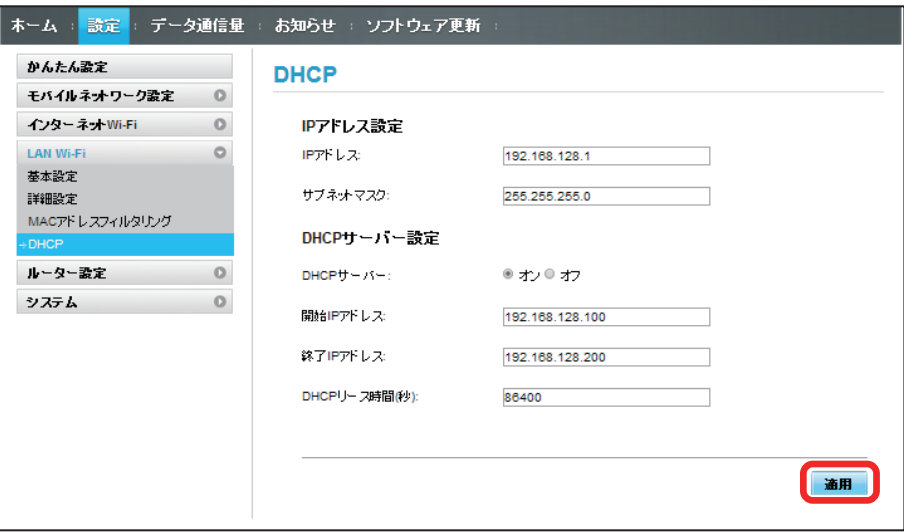 ホーム 設定 データ通信量 お知らせ ソフトウェア更新
かんたん設定
モバイルネットワーク設定
インターネットWi-Fi
LAN Wi-Fi
基本設定
詳細設定
MACアドレスフィルタリング
DHCP
ルーター設定
システム
DHCP
IPアドレス設定
IPアドレス: 192.168.128.1
サブネットマスク: 255.255.255.0
DHCPサーバー設定
DHCPサーバー: オン オフ
開始IPアドレス: 192.168.128.100
終了IPアドレス: 192.168.128.200
DHCPリース時間(秒): 86400
適用